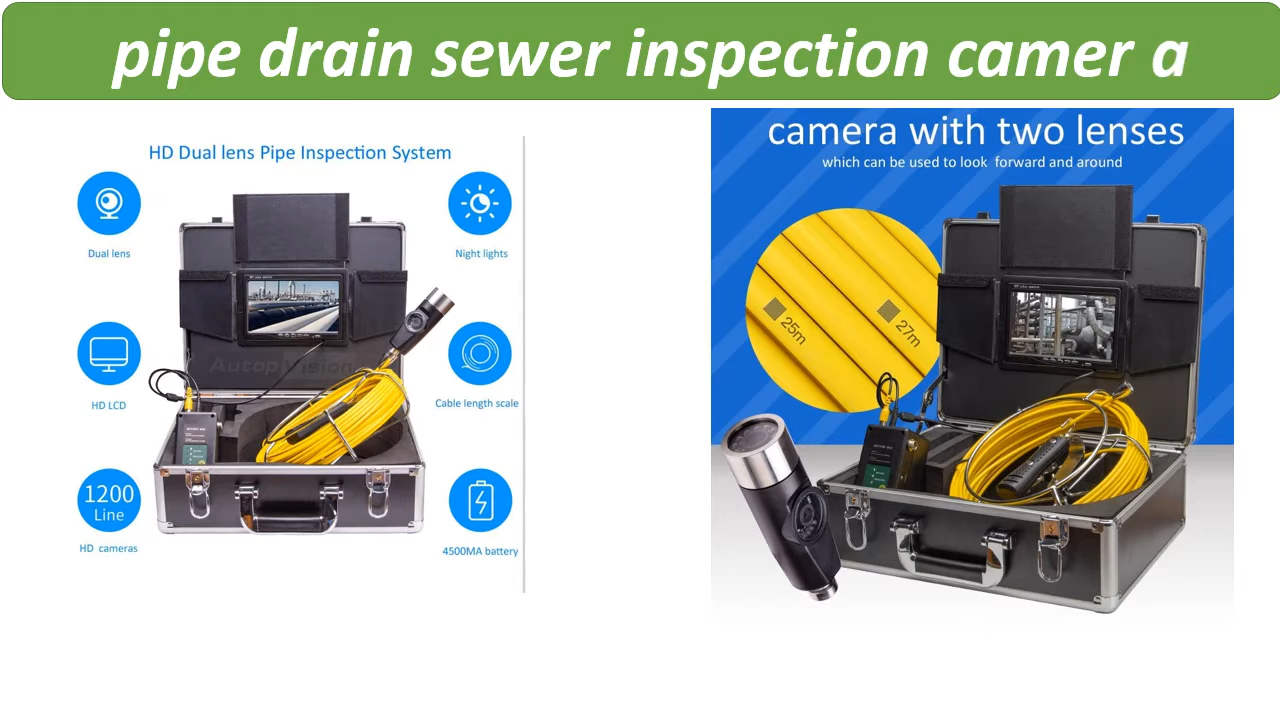 pipe drain sewer inspection camer a
HD Dual lens Pipe Inspection System
Dual lens
Night lights
HD LCD
Cable length scale
1200
Line
HD cameras
4500MA battery
Autop Vision
camera with two lenses
which can be used to look forward and around
25m
27m